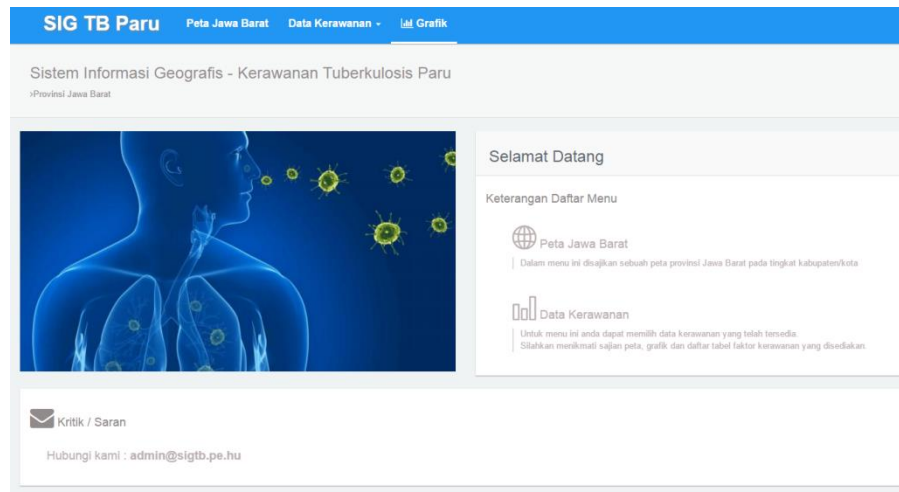 SIG TB Paru Peta Jawa Barat Data Kerawanan Grafik
Sistem Informasi Geografis - Kerawanan Tuberkulosis Paru
›Provinsi Jawa Barat
Selamat Datang
Keterangan Daftar Menu
Peta Jawa Barat
Dalam menu ini disajikan sebuah peta provinsi Jawa Barat pada tingkat kabupaten/kota
Data Kerawanan
Untuk menu ini anda dapat memilih data kerawanan yang telah tersedia.
Silahkan menikmati sajian peta, grafik dan daftar tabel faktor kerawanan yang disediakan.
Kritik / Saran
Hubungi kami : admin@sigtb.pe.hu